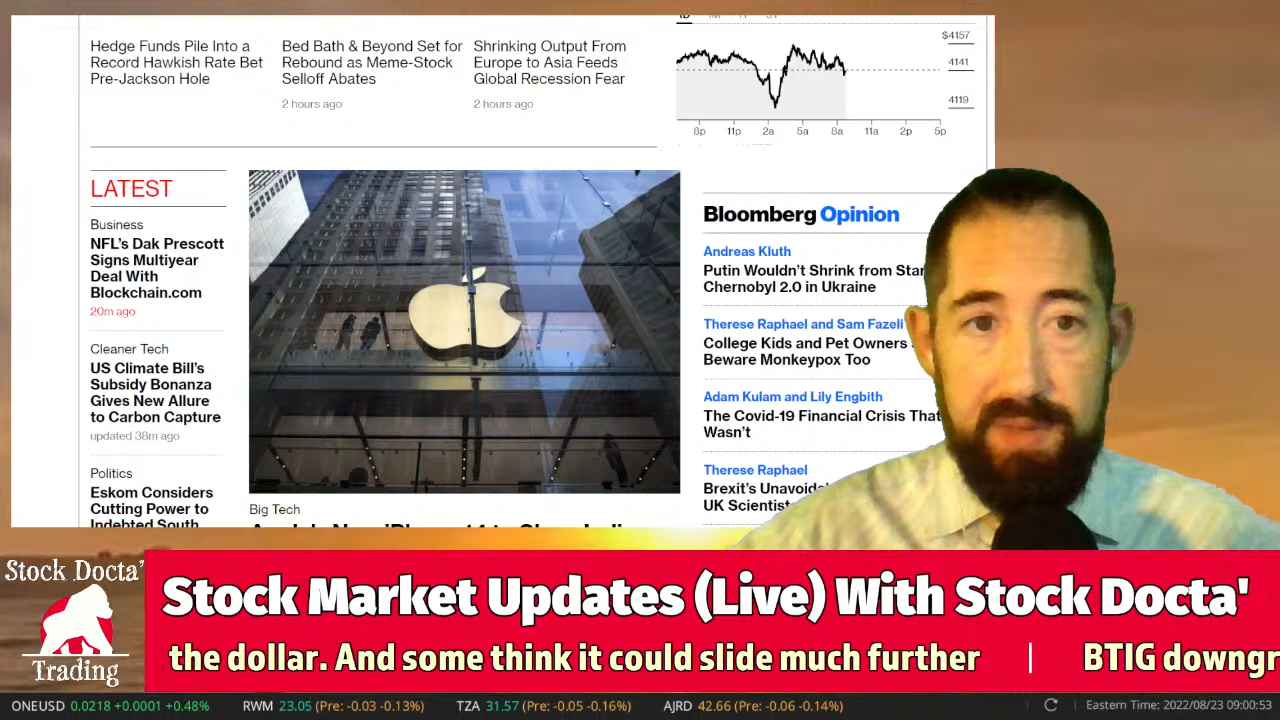 Hedge Funds Pile Into a
Record Hawkish Rate Bet
Pre-Jackson Hole
Bed Bath & Beyond Set for
Rebound as Meme-Stock
Selloff Abates
2 hours ago
Shrinking Output From
Europe to Asia Feeds
Global Recession Fear
2 hours ago
1D
$4157
4141
4119
8p 11p 2a 5a 8a 11a 2p 5p
LATEST
Business
NFL’s Dak Prescott
Signs Multiyear
Deal With
Blockchain.com
20m ago
Cleaner Tech
US Climate Bill’s
Subsidy Bonanza
Gives New Allure
to Carbon Capture
updated 38m ago
Politics
Eskom Considers
Cutting Power to
Indebted South
Big Tech
Bloomberg Opinion
Andreas Kluth
Putin Wouldn’t Shrink from
Chernobyl 2.0 in Ukraine
Therese Raphael and Sam Fazeli
College Kids and Pet Owners
Beware Monkeypox Too
Adam Kulam and Lily Engbith
The Covid-19 Financial Crisis That
Wasn’t
Therese Raphael
Brexit’s
UK
Stock Docta'
Trading
Stock Market Updates (Live) With Stock Docta'
the dollar. And some think it could slide much further | BTIG downgr
ONEUSD 0.0218 +0.0001 +0.48% RWM 23.05 (Pre: -0.03 -0.13%) TZA 31.57 (Pre: -0.05 -0.16%) AJRD 42.66 (Pre: -0.06 -0.14%) Eastern Time: 2022/08/23 09:00:53